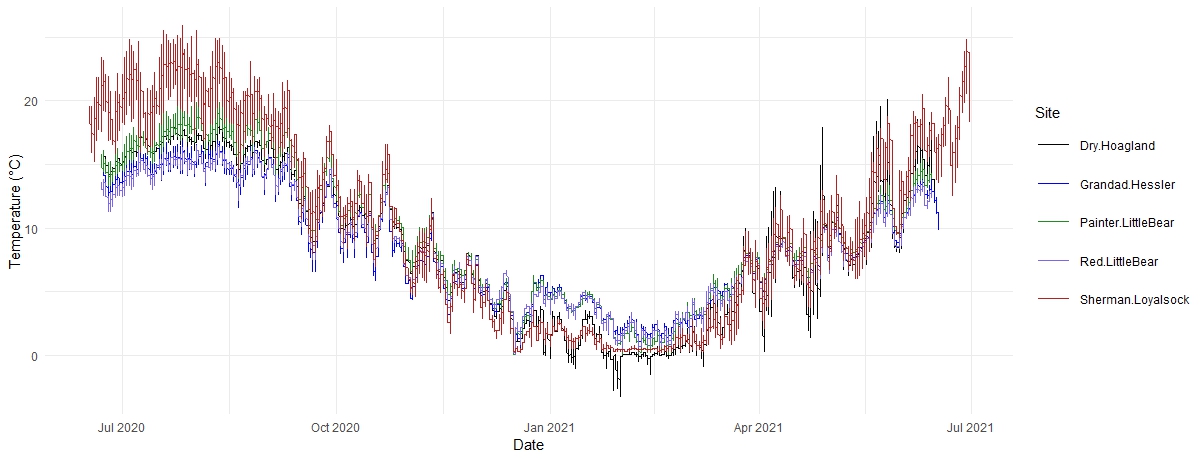 Temperature (°C)
20
10
0
Jul 2020
Oct 2020
Jan 2021
Apr 2021
Jul 2021
Date
Site
Dry.Hoagland
Grandad.Hessler
Painter.LittleBear
Red.LittleBear
Sherman.Loyalsock